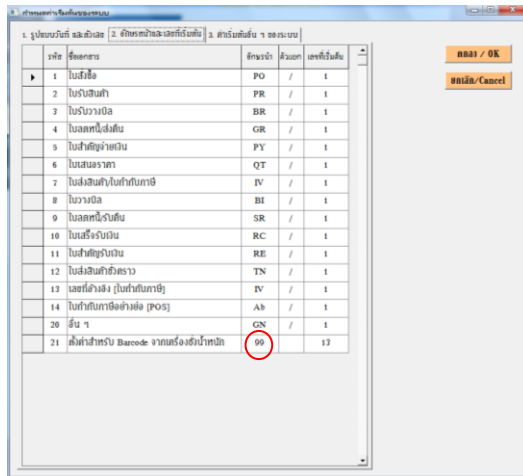 กำหนดค่าเริ่มต้นของระบบ
1. รูปแบบวันที่ และตัวเลข 2. อักษรนำและเลขที่เริ่มต้น 3. ค่าเริ่มต้นอื่น ๆ ของระบบ
รหัส ชื่อเอกสาร อักษรนำ ตัวแยก เลขที่เริ่มต้น
ตกลง / OK
ยกเลิก/Cancel
1 ใบสั่งซื้อ PO / 1
2 ใบรับสินค้า PR / 1
3 ใบรับวางบิล BR / 1
4 ใบลดหนี้/ส่งคืน GR / 1
5 ใบสำคัญจ่ายเงิน PY / 1
6 ใบเสนอราคา QT / 1
7 ใบส่งสินค้า/ใบกำกับภาษี IV / 1
8 ใบวางบิล BI / 1
9 ใบลดหนี้/รับคืน SR / 1
10 ใบเสร็จรับเงิน RC / 1
11 ใบสำคัญรับเงิน RE / 1
12 ใบส่งสินค้าชั่วคราว TN / 1
13 เลขที่อ้างอิง [ใบกำกับภาษี] IV / 1
14 ใบกำกับภาษีอย่างย่อ [POS] Ab / 1
20 อื่น ๆ GN / 1
21 ตั้งค่าสำหรับ Barcode จากเครื่องชั่งน้ำหนัก 99 13